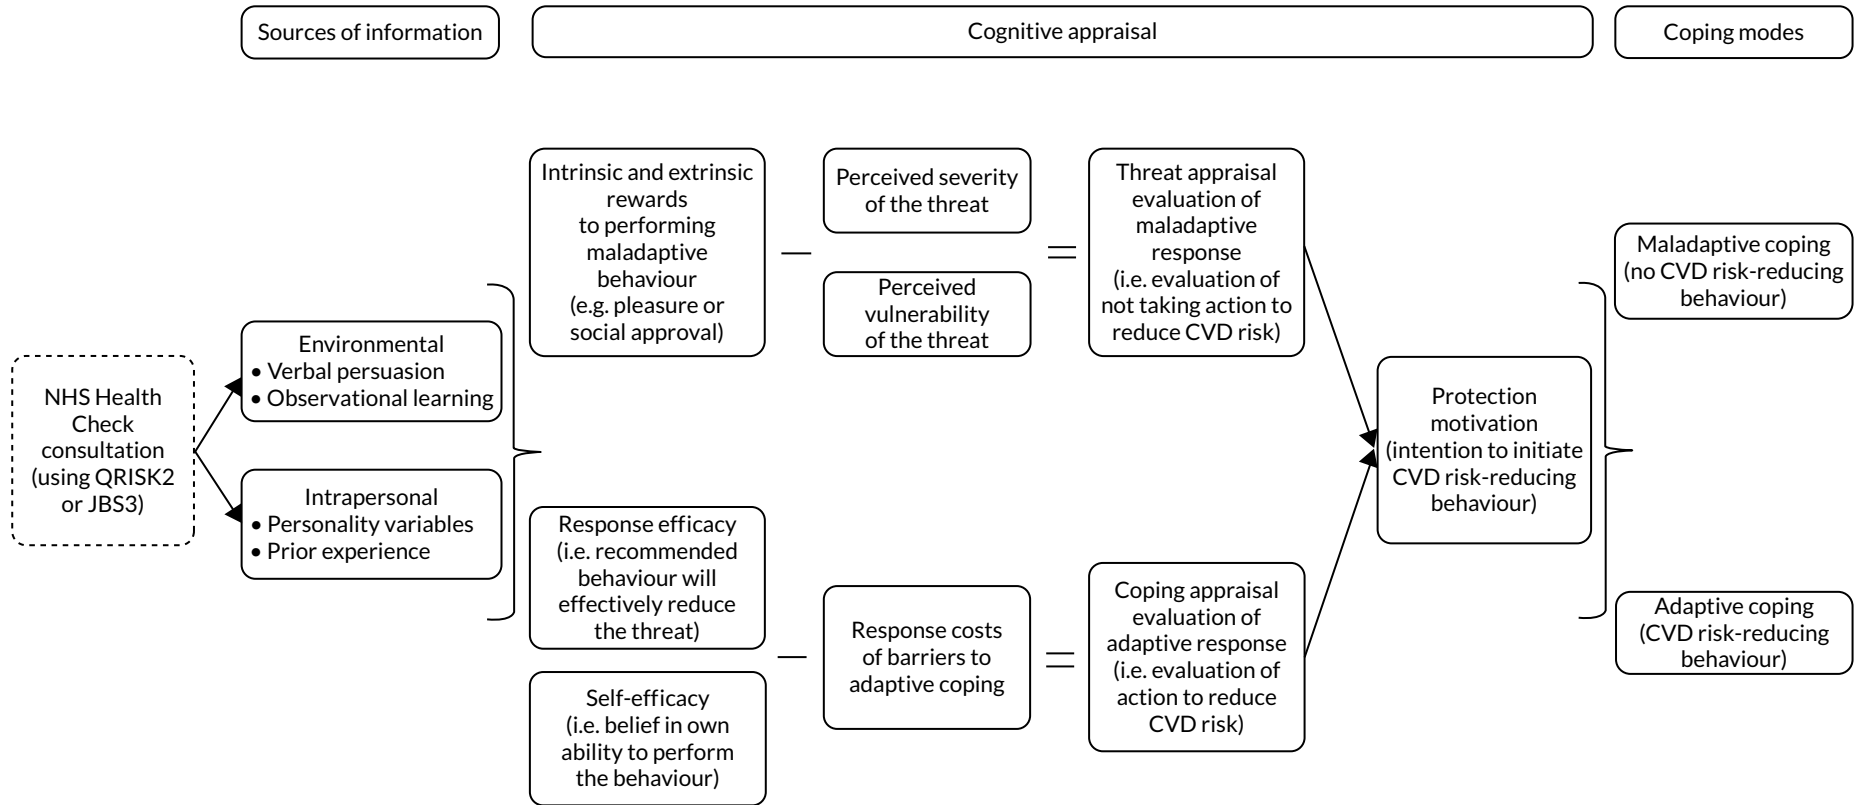 Sources of information
Cognitive appraisal
Coping modes
NHS Health
Check
consultation
(using QRISK2
or JBS3)
Environmental
• Verbal persuasion
• Observational learning
Intrapersonal
• Personality variables
• Prior experience
Intrinsic and extrinsic
rewards
to performing
maladaptive
behaviour
(e.g. pleasure or
social approval)
—
Perceived severity
of the threat
Perceived
vulnerability
of the threat
=
Threat appraisal
evaluation of
maladaptive
response
(i.e. evaluation of
not taking action to
reduce CVD risk)
Response efficacy
(i.e. recommended
behaviour will
effectively reduce
the threat)
Self-efficacy
(i.e. belief in own
ability to perform
the behaviour)
—
Response costs
of barriers to
adaptive coping
=
Coping appraisal
evaluation of
adaptive response
(i.e. evaluation of
action to reduce
CVD risk)
Protection
motivation
(intention to initiate
CVD risk-reducing
behaviour)
Maladaptive coping
(no CVD risk-reducing
behaviour)
Adaptive coping
(CVD risk-reducing
behaviour)